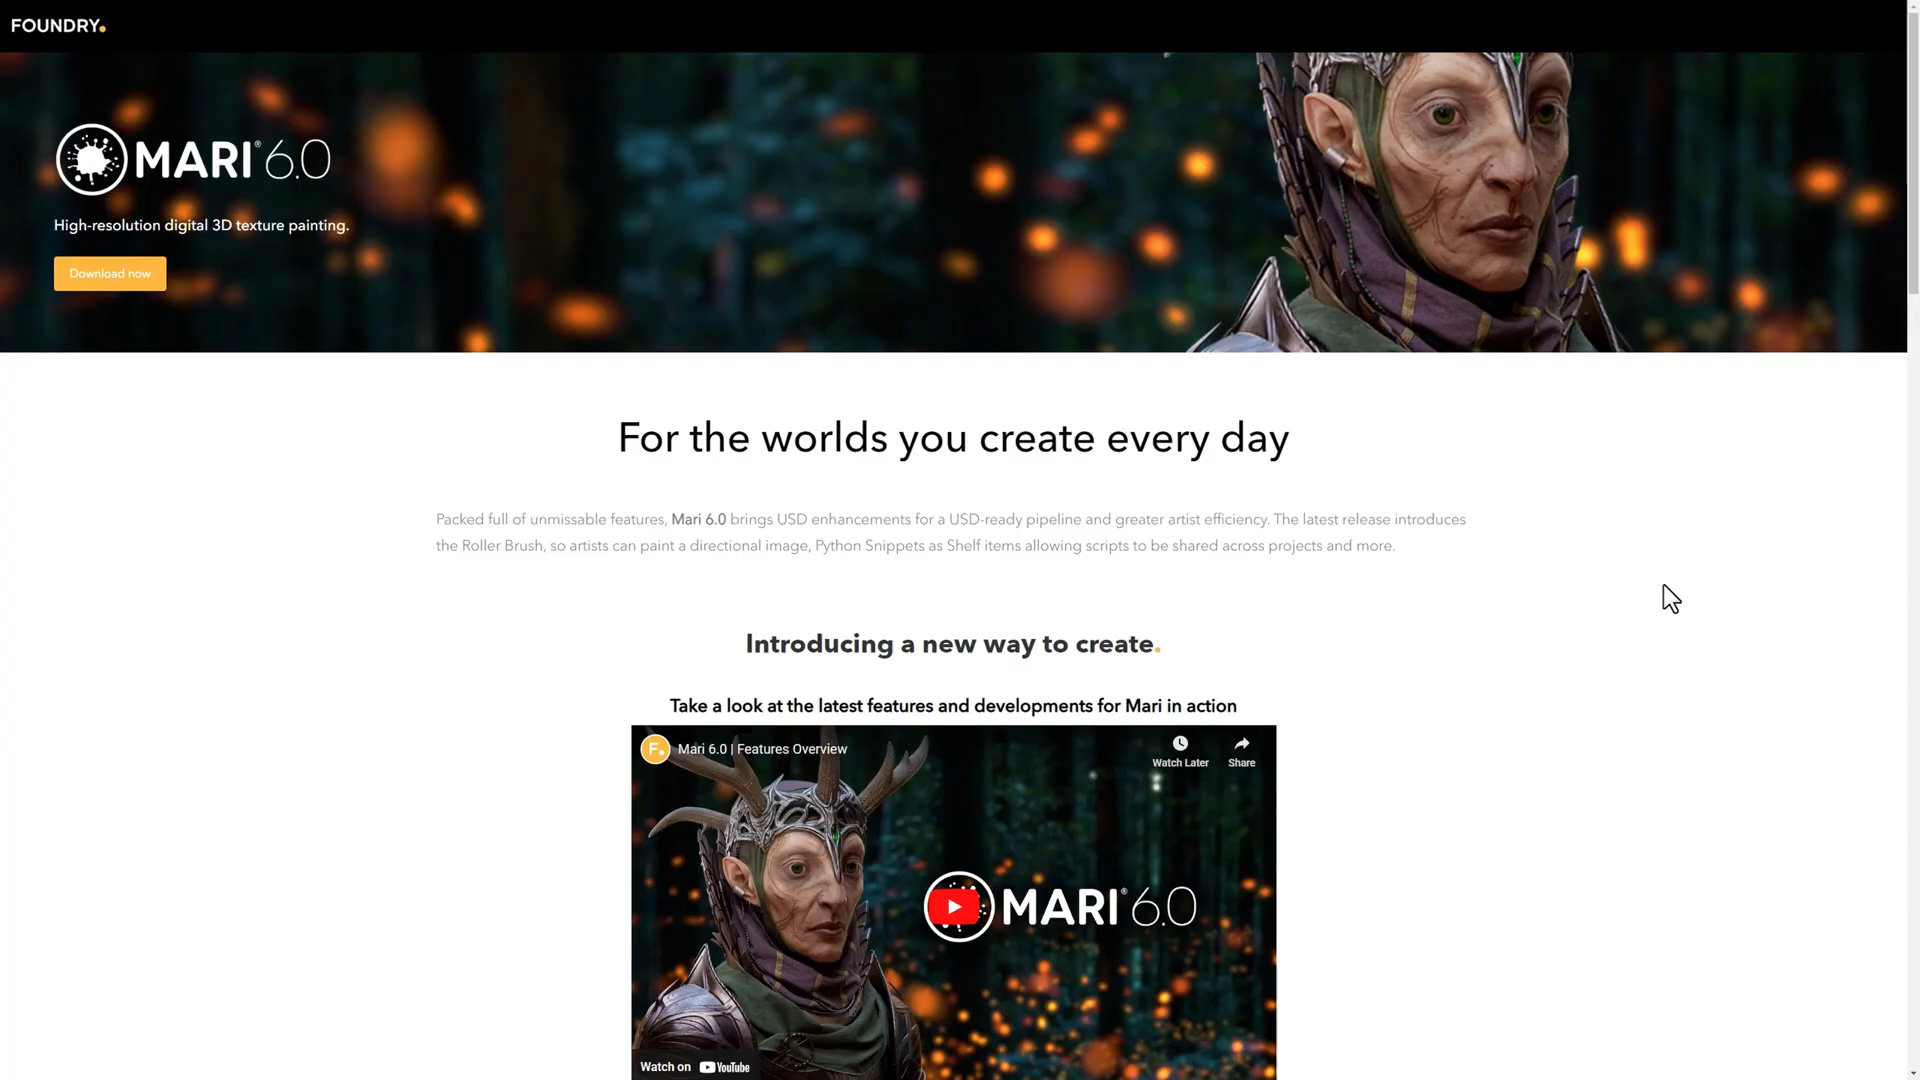 FOUNDRY.
MARI® 6.0
High-resolution digital 3D texture painting.
Download now
For the worlds you create every day
Packed full of unmissable features, Mari 6.0 brings USD enhancements for a USD-ready pipeline and greater artist efficiency. The latest release introduces
the Roller Brush, so artists can paint a directional image, Python Snippets as Shelf items allowing scripts to be shared across projects and more.
Introducing a new way to create.
Take a look at the latest features and developments for Mari in action
F. Mari 6.0 | Features Overview
Watch Later
Share
MARI® 6.0
Watch on YouTube